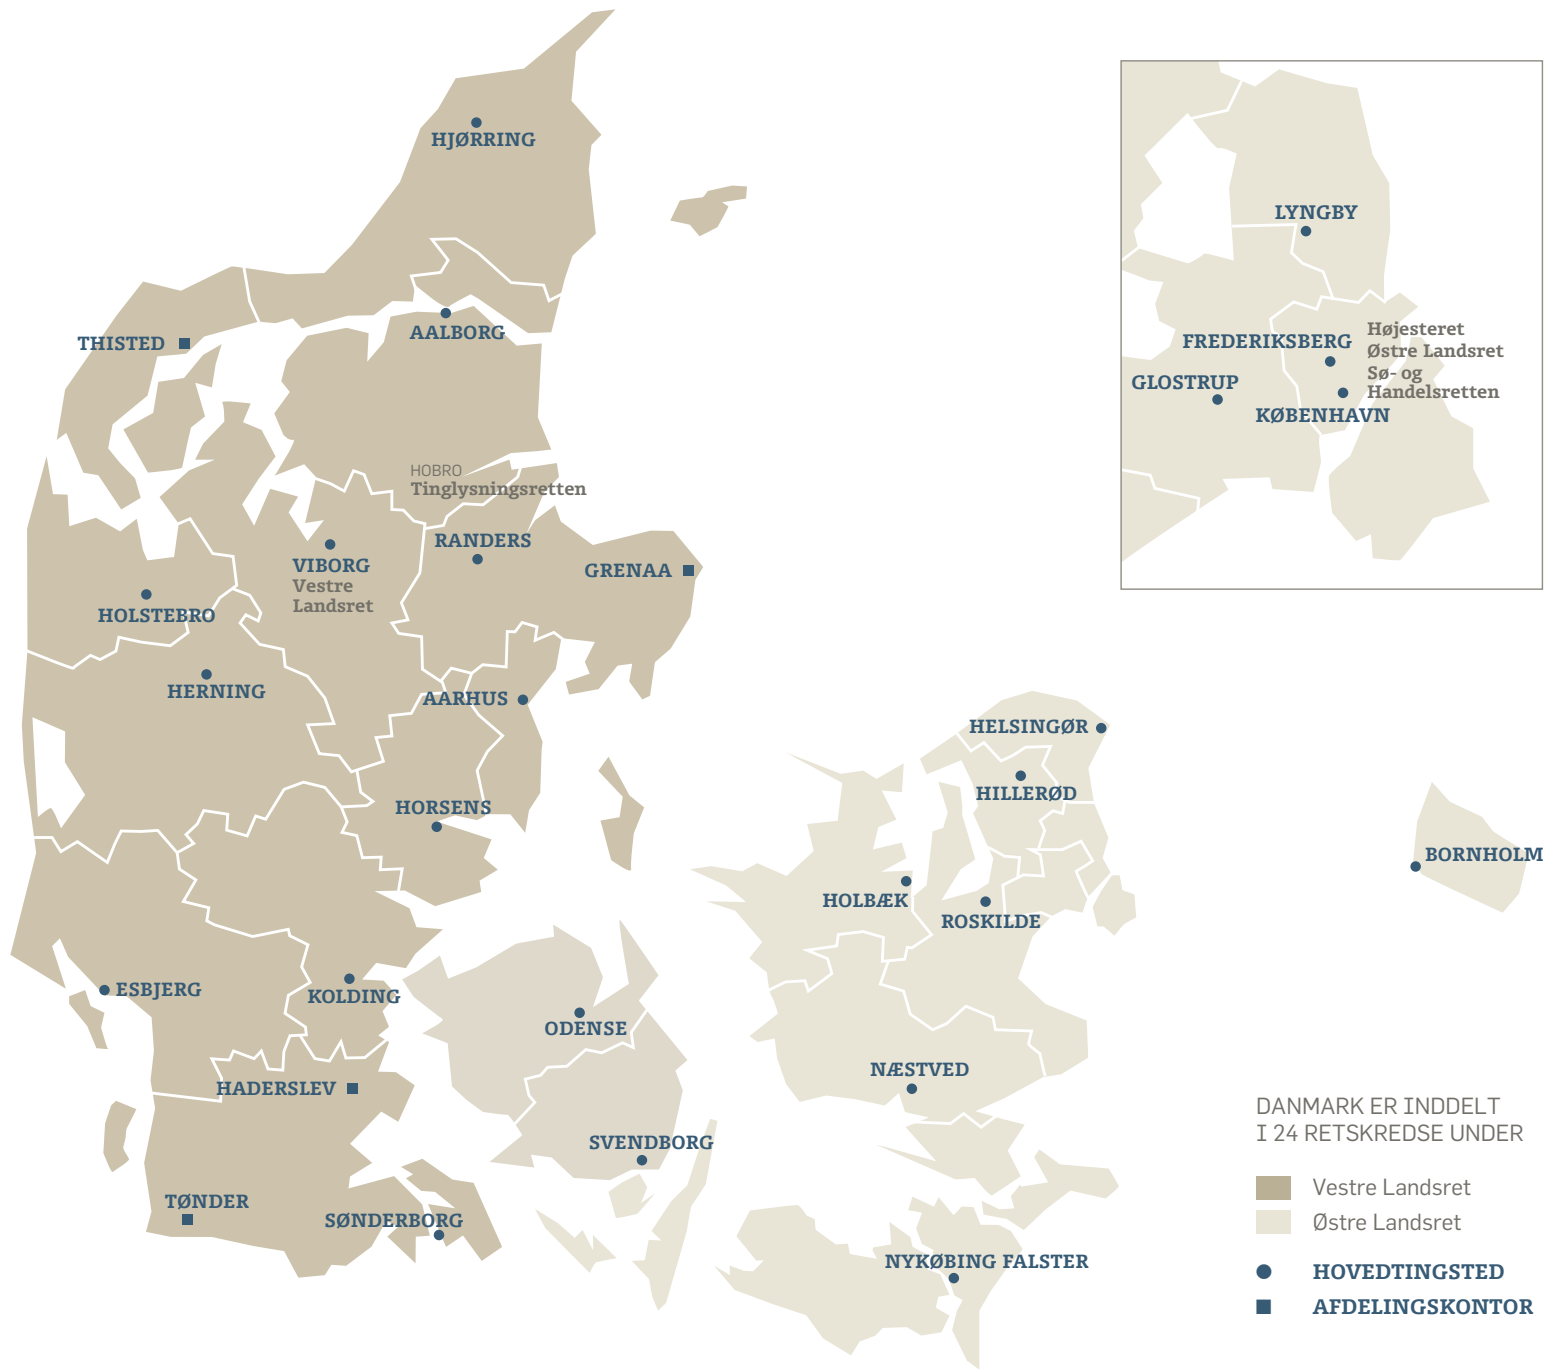 HJØRRING
THISTED
AALBORG
HOBRO
Tinglysningsretten
RANDERS
VIBORG
Vestre
Landsret
GRENAA
HOLSTEBRO
HERNING
AARHUS
HORSENS
ESBJERG
KOLDING
ODENSE
HADERSLEV
SVENDBORG
TØNDER
SØNDERBORG
HELSINGØR
HILLERØD
HOLBÆK
ROSKILDE
NÆSTVED
NYKØBING FALSTER
BORNHOLM
LYNGBY
FREDERIKSBERG
GLOSTRUP
KØBENHAVN
Højesteret
Østre Landsret
Sø- og
Handelsretten
DANMARK ER INDDELT
I 24 RETSKREDSE UNDER
Vestre Landsret
Østre Landsret
HOVEDTINGSTED
AFDELINGSKONTOR